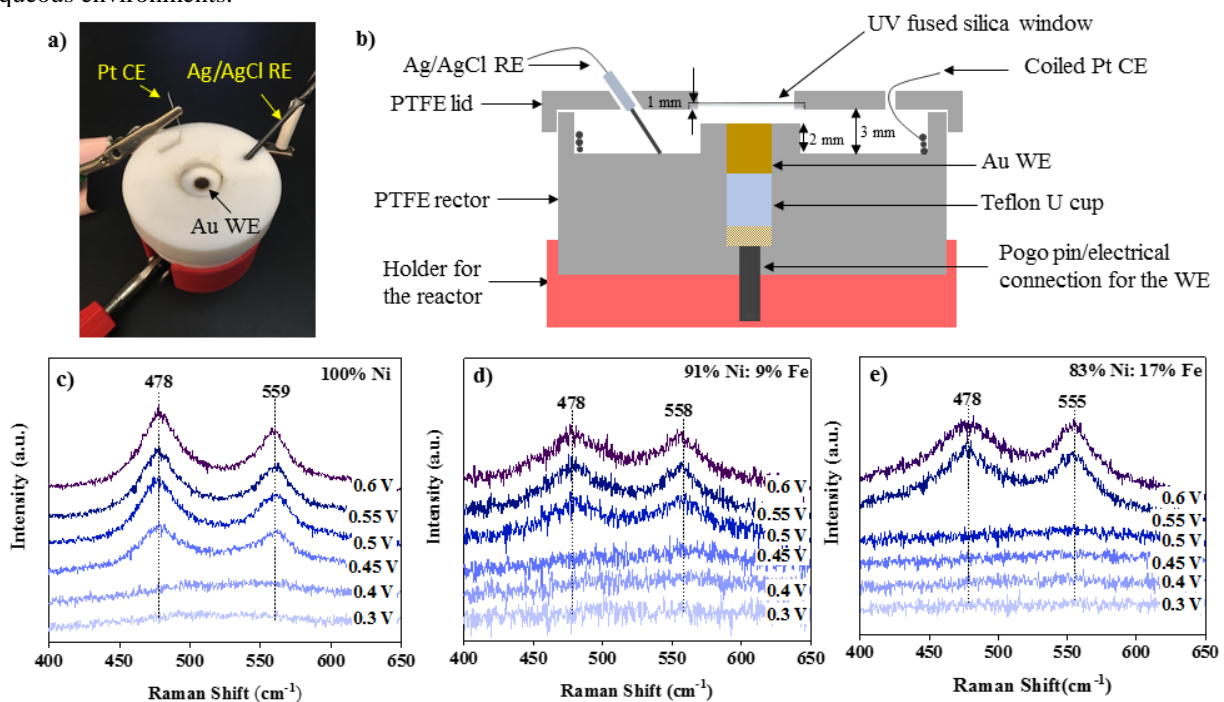 queous environments.
a)
Pt CE
Ag/AgCl RE
Au WE
b)
UV fused silica window
Ag/AgCl RE
Coiled Pt CE
PTFE lid
1 mm
2 mm
3 mm
Au WE
PTFE rector
Teflon U cup
Holder for
the reactor
Pogo pin/electrical
connection for the WE
c)
100% Ni
478
559
0.6 V
0.55 V
0.5 V
0.45 V
0.4 V
0.3 V
Intensity (a.u.)
400 450 500 550 600 650
Raman Shift (cm-1)
d)
91% Ni: 9% Fe
478
558
0.6 V
0.55 V
0.5 V
0.45 V
0.4 V
0.3 V
Intensity (a.u.)
400 450 500 550 600 650
Raman Shift (cm-1)
e)
83% Ni: 17% Fe
478
555
0.6 V
0.55 V
0.5 V
0.45 V
0.4 V
0.3 V
Intensity (a.u.)
400 450 500 550 600 650
Raman Shift(cm-1)